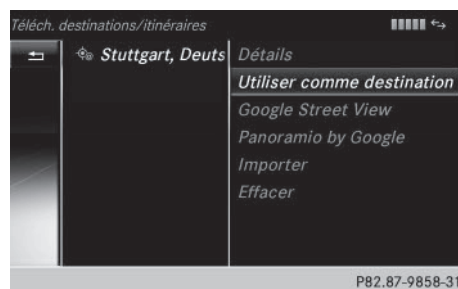 Téléch. destinations/itinéraires
Stuttgart, Deuts
Détails
Utiliser comme destination
Google Street View
Panoramio by Google
Importer
Effacer
P82.87-9858-31